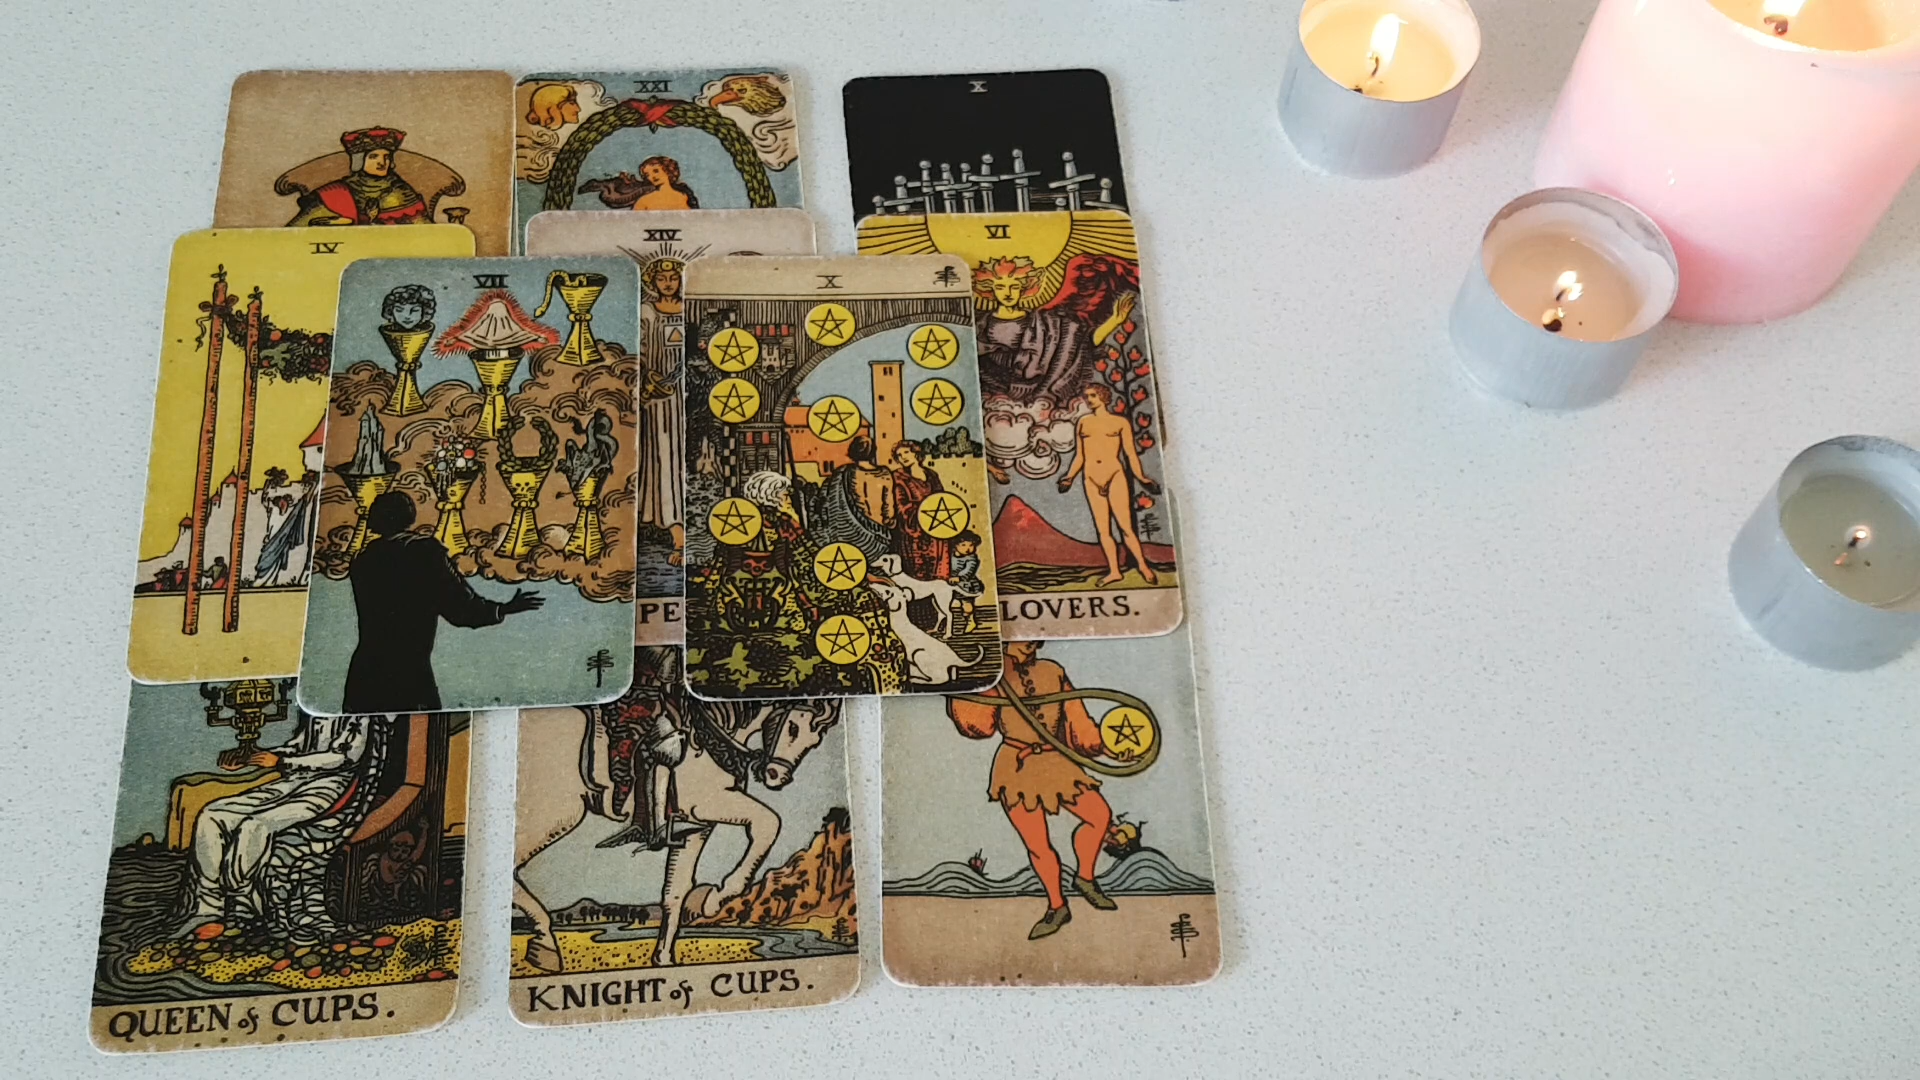 XXI
X
IV
XIV
VI
VII
X
PE
LOVERS.
QUEEN of CUPS.
KNIGHT of CUPS.